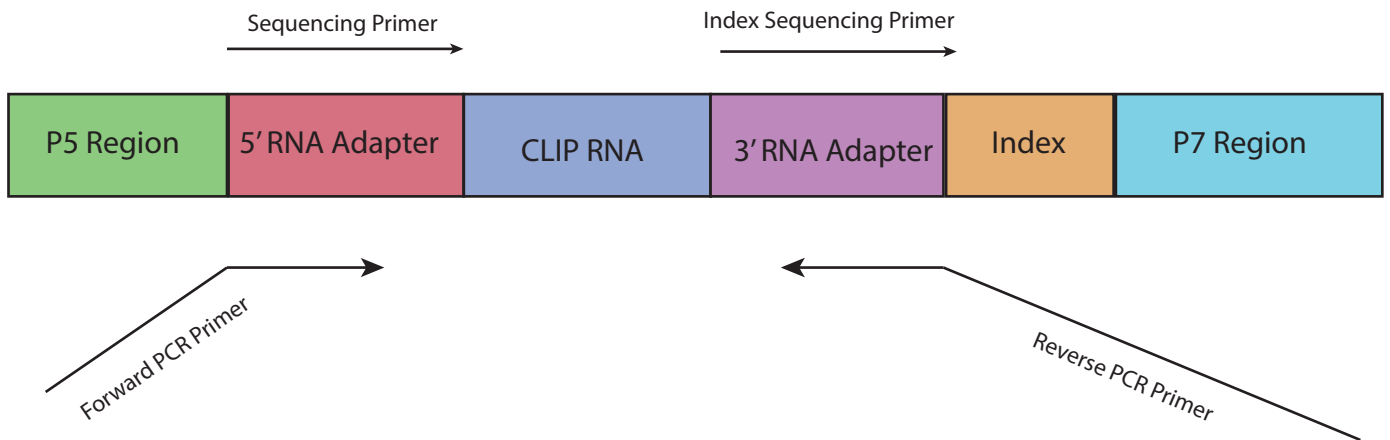 Sequencing Primer
Index Sequencing Primer
P5 Region
5’ RNA Adapter
CLIP RNA
3’ RNA Adapter
Index
P7 Region
Forward PCR Primer
Reverse PCR Primer